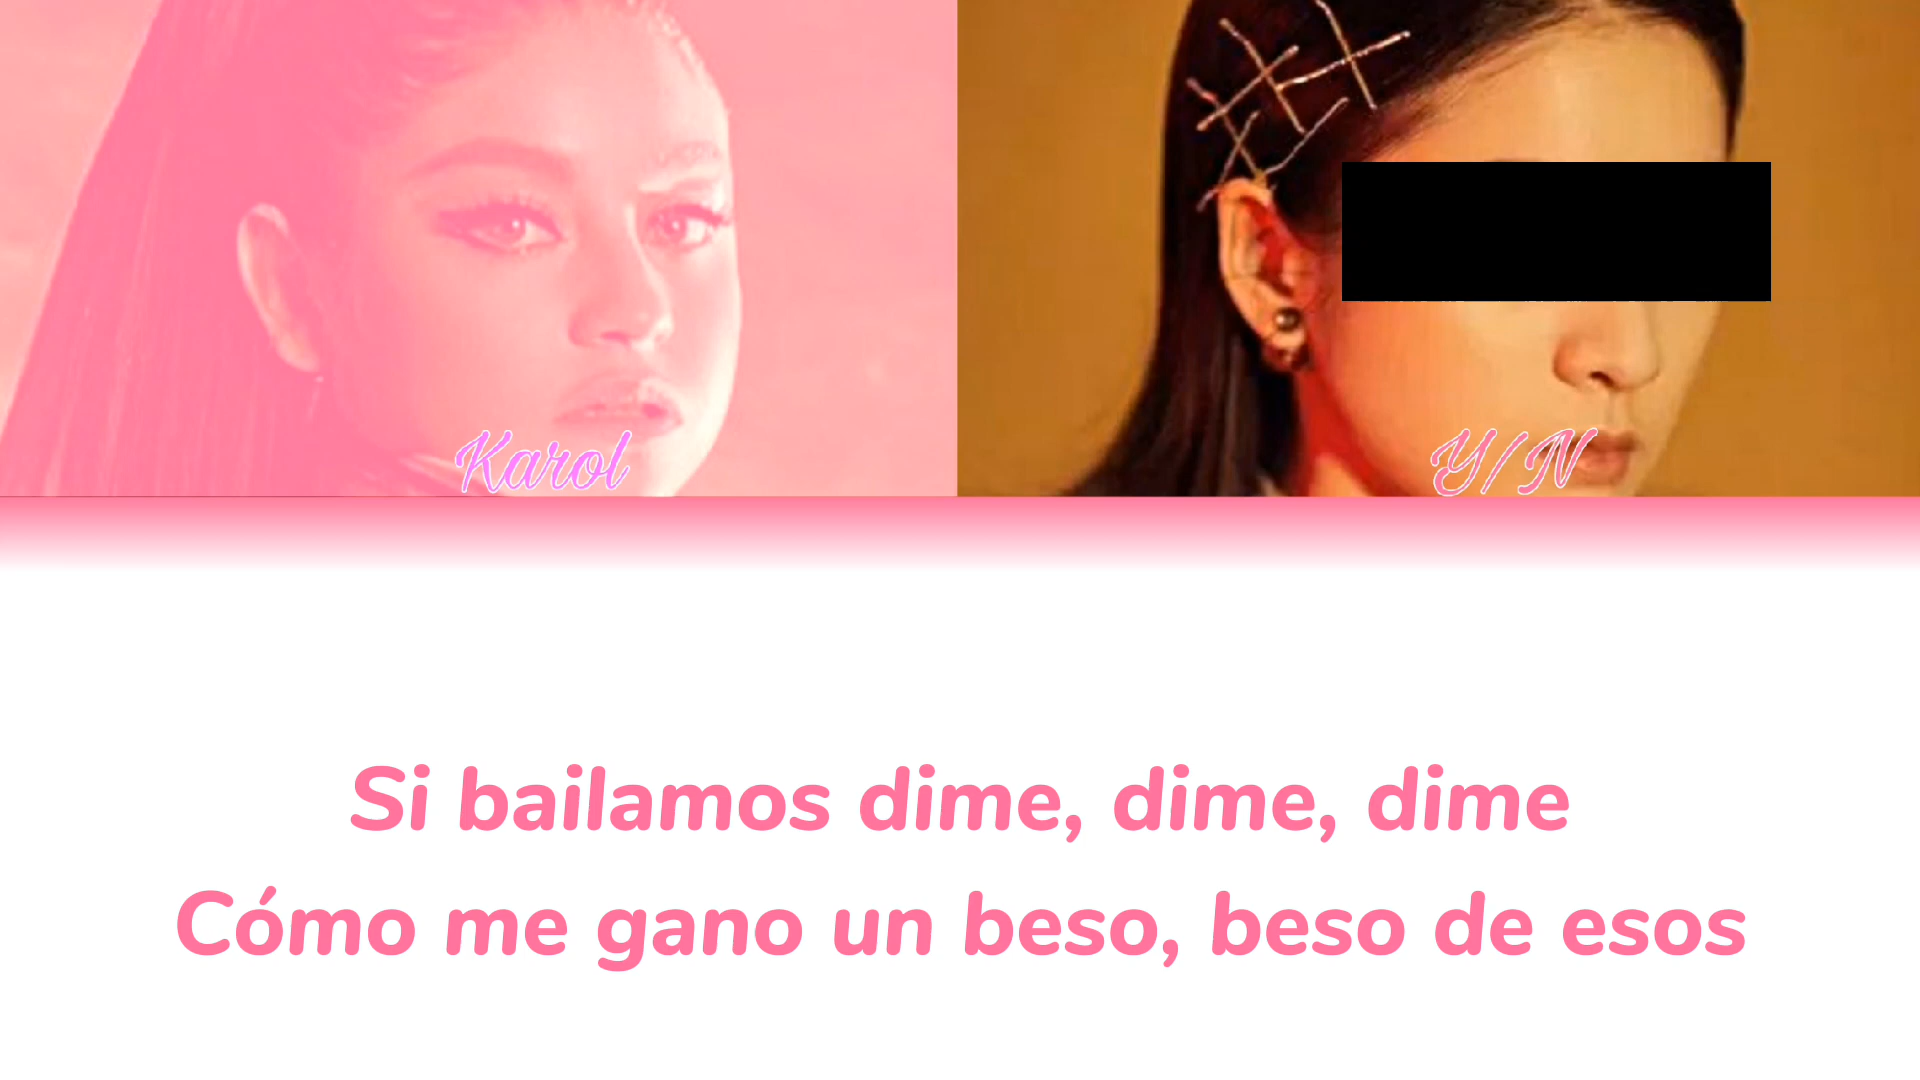 Karol
Y/N
Si bailamos dime, dime, dime
Cómo me gano un beso, beso de esos